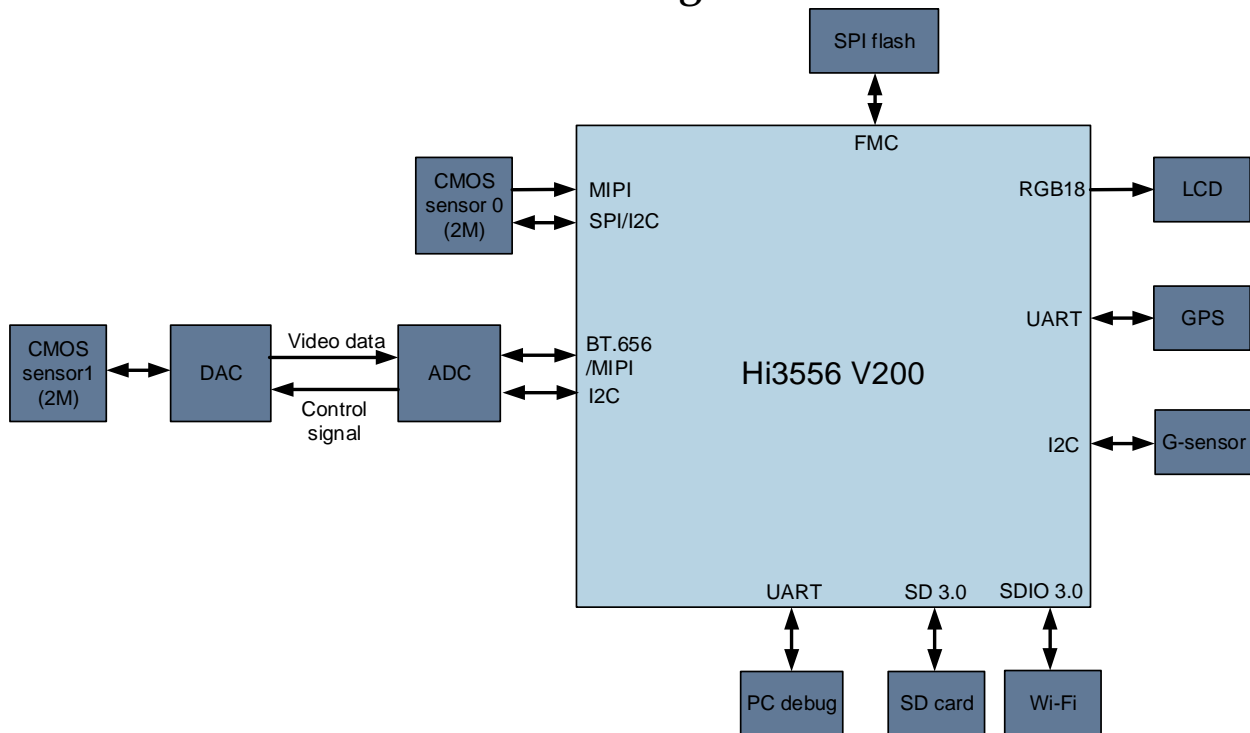 g
SPI flash
FMC
CMOS
sensor 0
(2M)
MIPI
SPI/I2C
RGB18
LCD
CMOS
sensor1
(2M)
DAC
Video data
Control
signal
ADC
BT.656
/MIPI
I2C
Hi3556 V200
UART
GPS
I2C
G-sensor
UART
SD 3.0
SDIO 3.0
PC debug
SD card
Wi-Fi